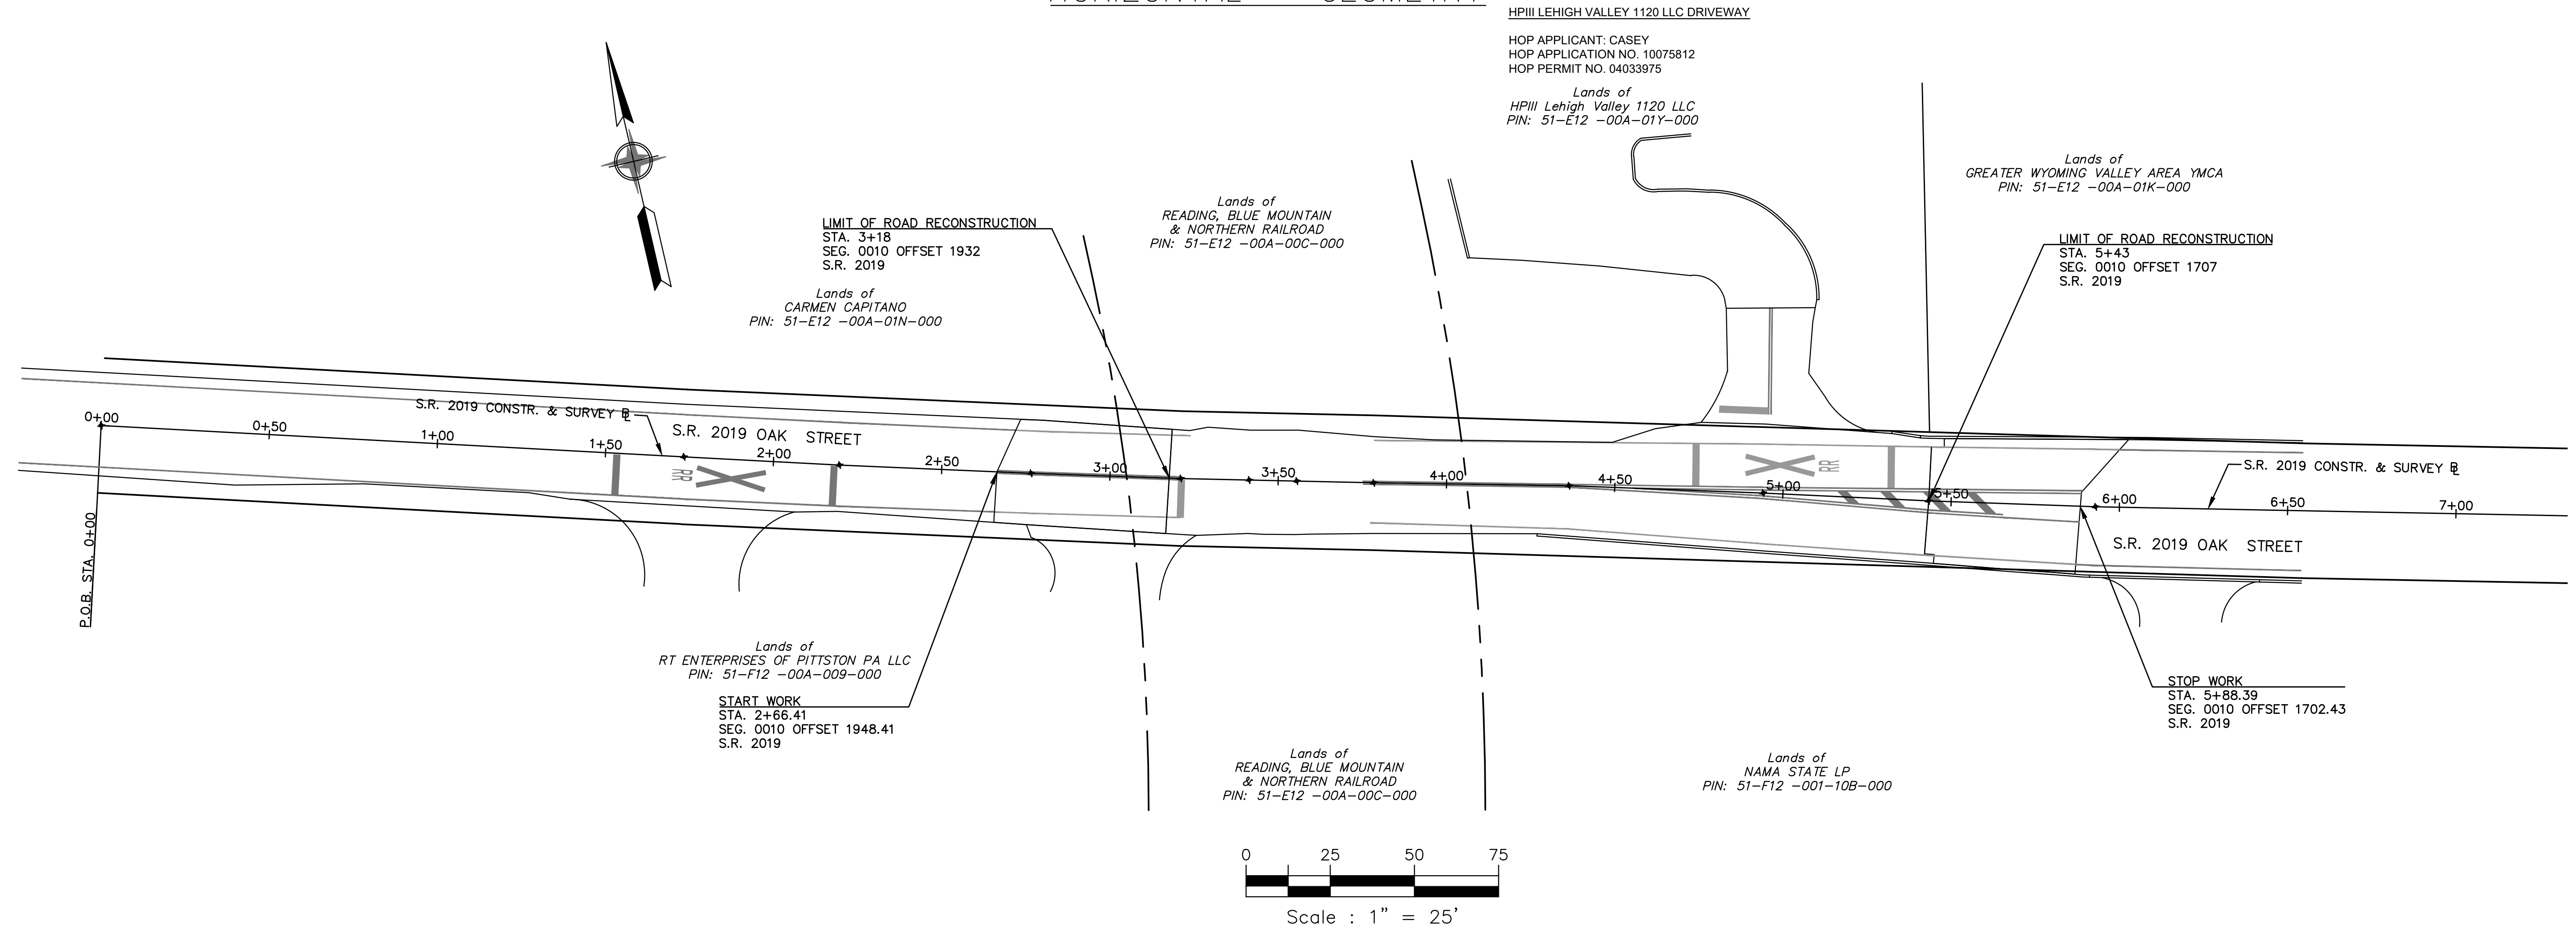 HORIZONTAL GEOMETRY
HPIII LEHIGH VALLEY 1120 LLC DRIVEWAY
HOP APPLICANT: CASEY
HOP APPLICATION NO. 10075812
HOP PERMIT NO. 04033975
Lands of
HPIII Lehigh Valley 1120 LLC
PIN: 51-E12 -00A-01Y-000
Lands of
GREATER WYOMING VALLEY AREA YMCA
PIN: 51-E12 -00A-01K-000
Lands of
READING, BLUE MOUNTAIN
& NORTHERN RAILROAD
PIN: 51-E12 -00A-00C-000
LIMIT OF ROAD RECONSTRUCTION
STA. 3+18
SEG. 0010 OFFSET 1932
S.R. 2019
LIMIT OF ROAD RECONSTRUCTION
STA. 5+43
SEG. 0010 OFFSET 1707
S.R. 2019
Lands of
CARMEN CAPITANO
PIN: 51-E12 -00A-01N-000
S.R. 2019 CONSTR. & SURVEY BL
S.R. 2019 OAK STREET
0+00
0+50
1+00
1+50
2+00
2+50
3+00
3+50
4+00
4+50
5+00
5+50
6+00
6+50
7+00
RR
RR
S.R. 2019 CONSTR. & SURVEY BL
S.R. 2019 OAK STREET
P.O.B. STA. 0+00
Lands of
RT ENTERPRISES OF PITTSTON PA LLC
PIN: 51-F12 -00A-009-000
START WORK
STA. 2+66.41
SEG. 0010 OFFSET 1948.41
S.R. 2019
STOP WORK
STA. 5+88.39
SEG. 0010 OFFSET 1702.43
S.R. 2019
Lands of
READING, BLUE MOUNTAIN
& NORTHERN RAILROAD
PIN: 51-E12 -00A-00C-000
Lands of
NAMA STATE LP
PIN: 51-F12 -001-10B-000
0 25 50 75
Scale : 1" = 25'